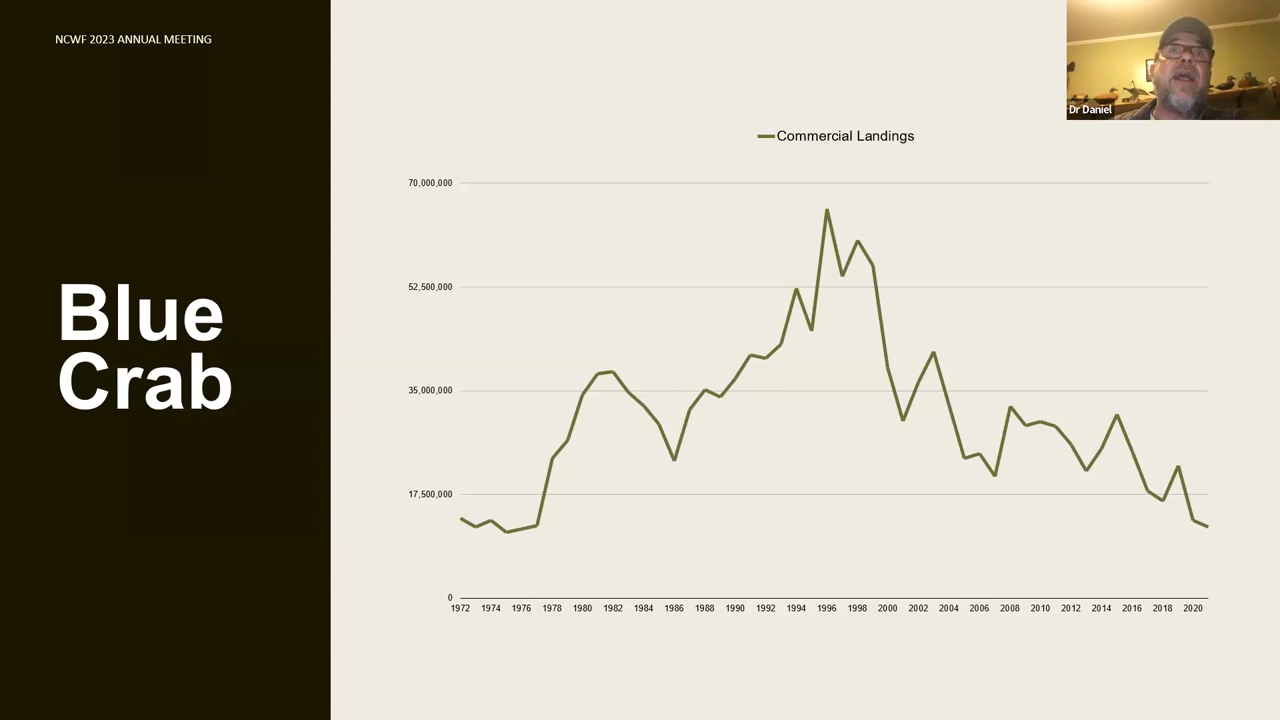 NCWF 2023 ANNUAL MEETING
Dr Daniel
Commercial Landings
Blue
Crab
70,000,000
52,500,000
35,000,000
17,500,000
0
1972 1974 1976 1978 1980 1982 1984 1986 1988 1990 1992 1994 1996 1998 2000 2002 2004 2006 2008 2010 2012 2014 2016 2018 2020